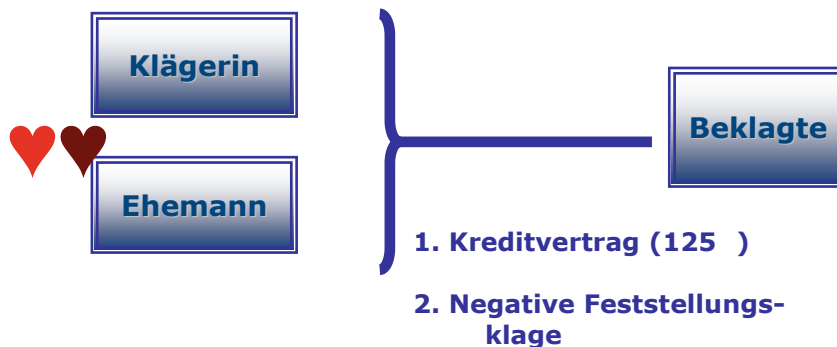 Klägerin
Ehemann
Beklagte
1. Kreditvertrag (125 )
2. Negative Feststellungs-
klage